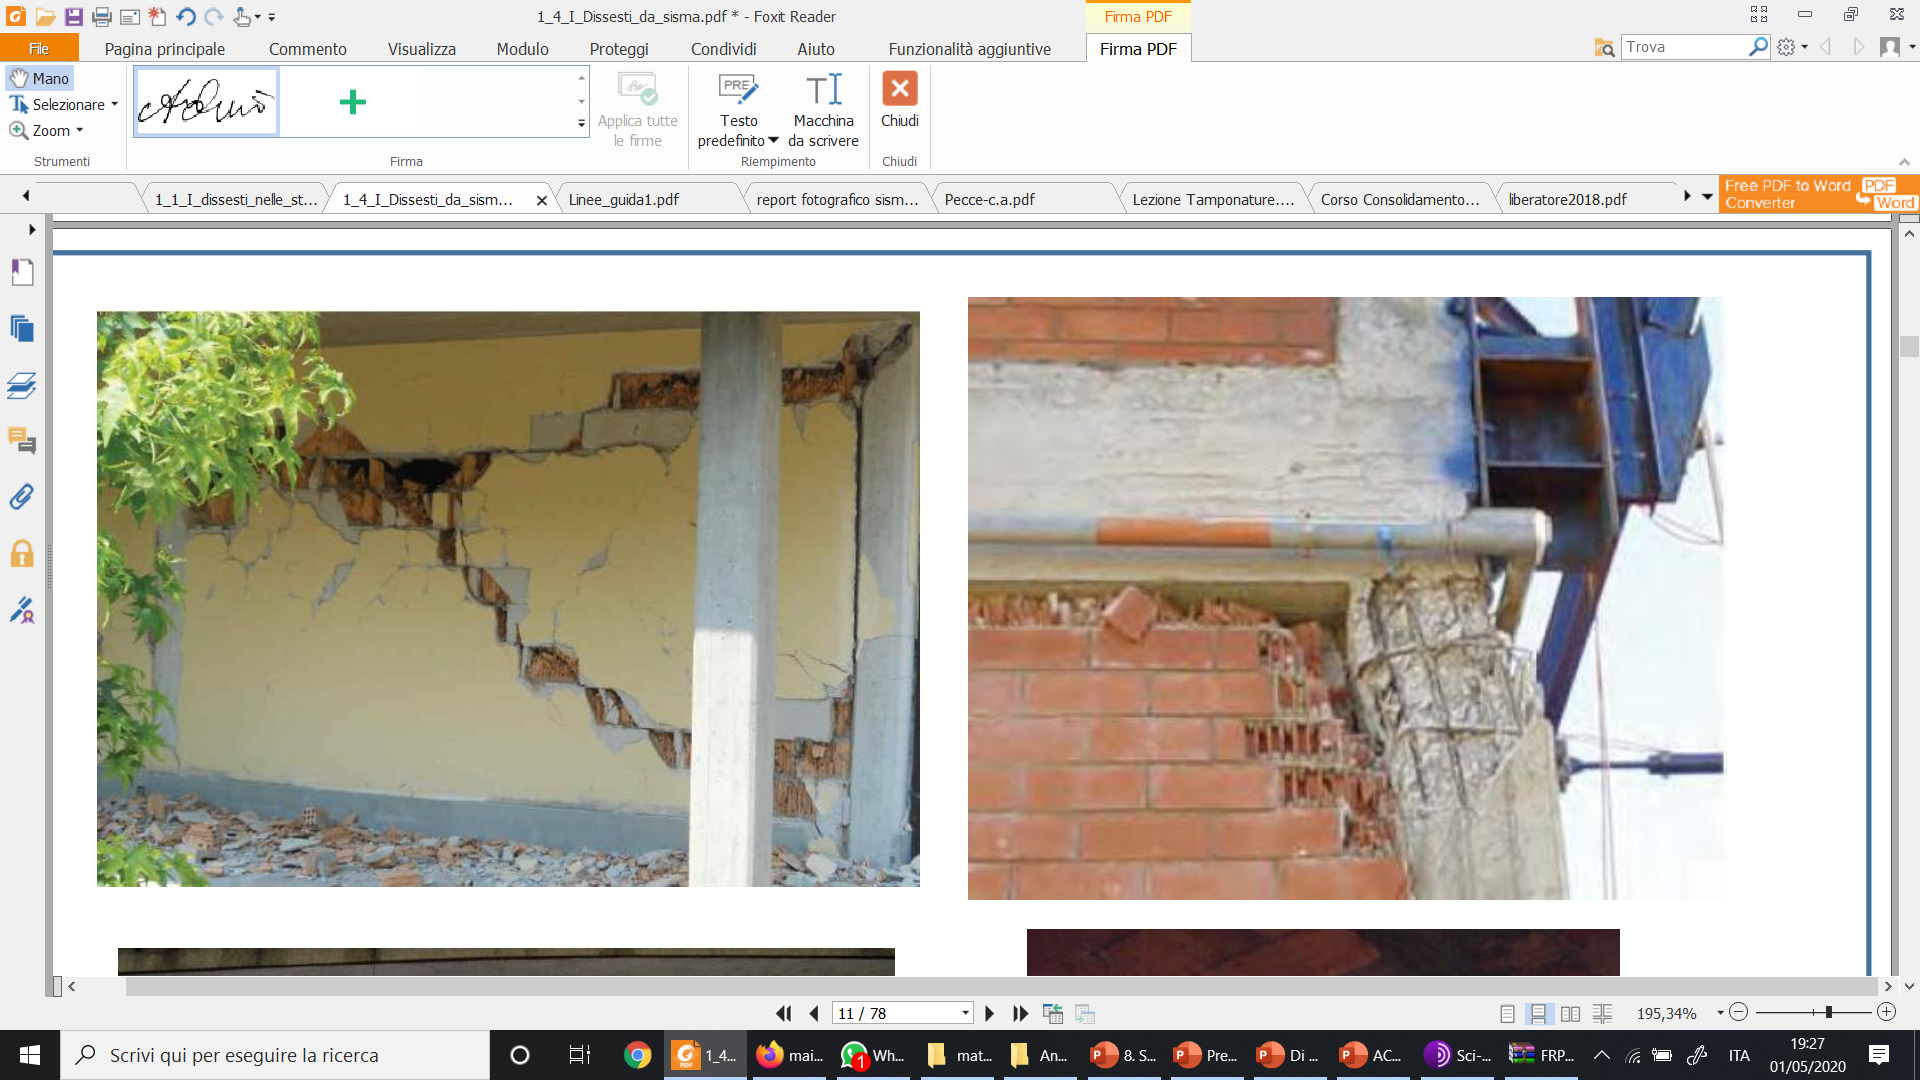 1_4_I_Dissesti_da_sisma.pdf * - Foxit Reader
Firma PDF
File
Pagina principale
Commento
Visualizza
Modulo
Proteggi
Condividi
Aiuto
Funzionalità aggiuntive
Firma PDF
Trova
Mano
Selezionare
Zoom
Strumenti
Firma
Applica tutte
le firme
PRE
Testo
predefinito
Macchina
da scrivere
Riempimento
Chiudi
Chiudi
1_1_I_dissesti_nelle_st...
1_4_I_Dissesti_da_sism...
Linee_guida1.pdf
report fotografico sism...
Pecce-c.a.pdf
Lezione Tamponature....
Corso Consolidamento...
liberatore2018.pdf
Free PDF to Word
Converter
PDF
Word
11 / 78
195,34%
Scrivi qui per eseguire la ricerca
1_4...
mai...
1
Wh...
mat...
An...
8. S...
Pre...
Di ...
AC...
Sci-...
FRP...
ITA
19:27
01/05/2020